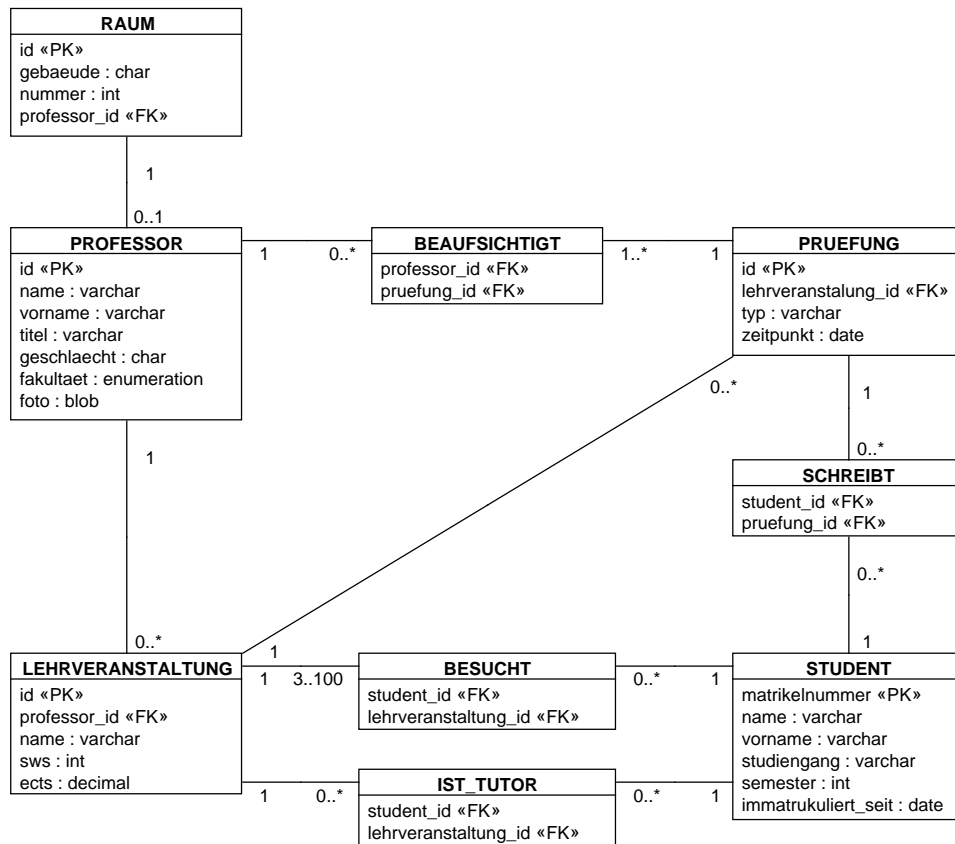 RAUM
id «PK»
gebaeude : char
nummer : int
professor_id «FK»
1
0..1
PROFESSOR
id «PK»
name : varchar
vorname : varchar
titel : varchar
geschlaecht : char
fakultaet : enumeration
foto : blob
1
0..*
BEAUFSICHTIGT
professor_id «FK»
pruefung_id «FK»
1..*
1
PRUEFUNG
id «PK»
lehrveranstalung_id «FK»
typ : varchar
zeitpunkt : date
0..*
1
1
0..*
SCHREIBT
student_id «FK»
pruefung_id «FK»
0..*
1
0..*
1
LEHRVERANSTALTUNG
id «PK»
professor_id «FK»
name : varchar
sws : int
ects : decimal
1
3..100
BESUCHT
student_id «FK»
lehrveranstaltung_id «FK»
0..*
1
STUDENT
matrikelnummer «PK»
name : varchar
vorname : varchar
studiengang : varchar
semester : int
immatrukuliert_seit : date
1
0..*
IST_TUTOR
student_id «FK»
lehrveranstaltung_id «FK»
0..*
1